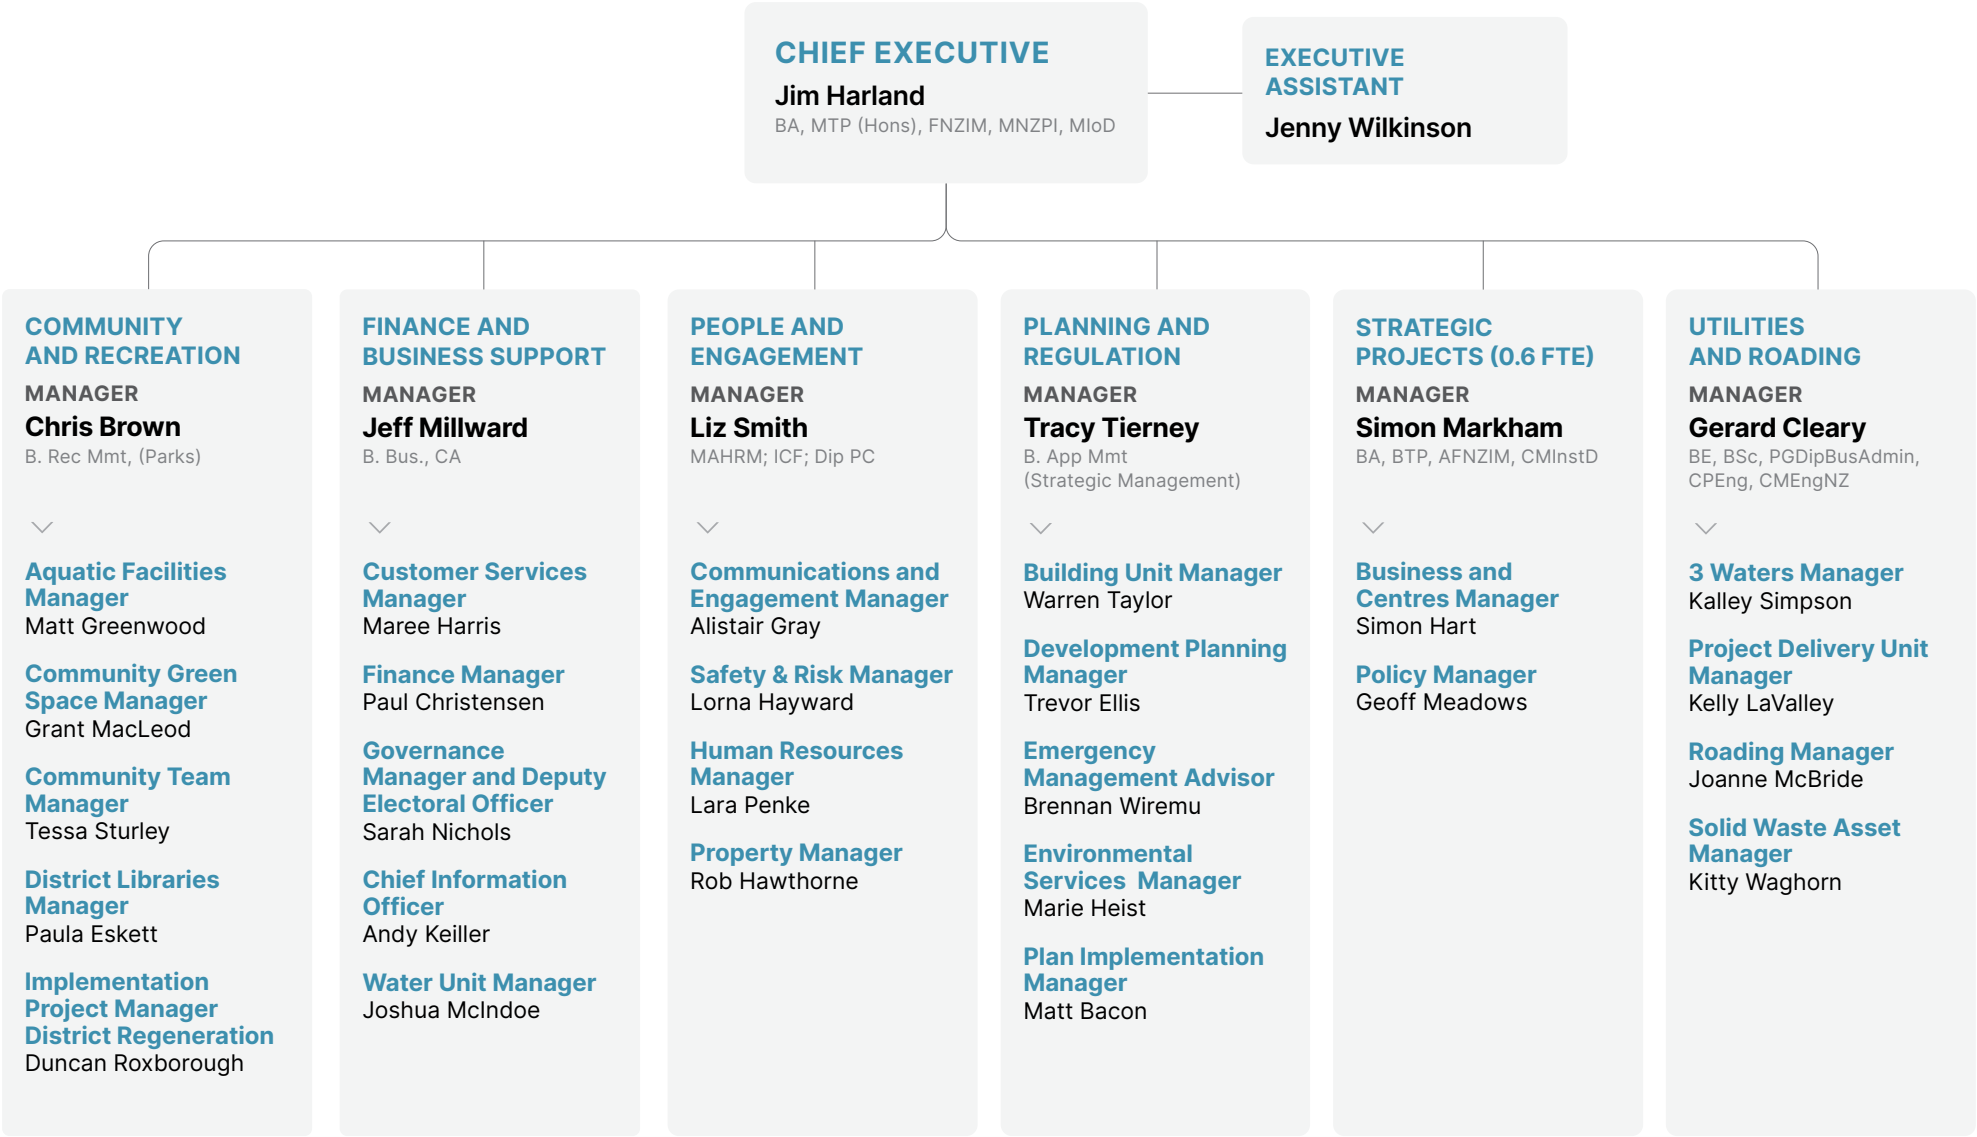 CHIEF EXECUTIVE
Jim Harland
BA, MTP (Hons), FNZIM, MNZPI, MIoD
EXECUTIVE
ASSISTANT
Jenny Wilkinson
COMMUNITY
AND RECREATION
MANAGER
Chris Brown
B. Rec Mmt, (Parks)
Aquatic Facilities
Manager
Matt Greenwood
Community Green
Space Manager
Grant MacLeod
Community Team
Manager
Tessa Sturley
District Libraries
Manager
Paula Eskett
Implementation
Project Manager
District Regeneration
Duncan Roxborough
FINANCE AND
BUSINESS SUPPORT
MANAGER
Jeff Millward
B. Bus., CA
Customer Services
Manager
Maree Harris
Finance Manager
Paul Christensen
Governance
Manager and Deputy
Electoral Officer
Sarah Nichols
Chief Information
Officer
Andy Keiller
Water Unit Manager
Joshua McIndoe
PEOPLE AND
ENGAGEMENT
MANAGER
Liz Smith
MAHRM; ICF; Dip PC
Communications and
Engagement Manager
Alistair Gray
Safety & Risk Manager
Lorna Hayward
Human Resources
Manager
Lara Penke
Property Manager
Rob Hawthorne
PLANNING AND
REGULATION
MANAGER
Tracy Tierney
B. App Mmt
(Strategic Management)
Building Unit Manager
Warren Taylor
Development Planning
Manager
Trevor Ellis
Emergency
Management Advisor
Brennan Wiremu
Environmental
Services  Manager
Marie Heist
Plan Implementation
Manager
Matt Bacon
STRATEGIC
PROJECTS (0.6 FTE)
MANAGER
Simon Markham
BA, BTP, AFNZIM, CMInstD
Business and
Centres Manager
Simon Hart
Policy Manager
Geoff Meadows
UTILITIES
AND ROADING
MANAGER
Gerard Cleary
BE, BSc, PGDipBusAdmin,
CPEng, CMEngNZ
3 Waters Manager
Kalley Simpson
Project Delivery Unit
Manager
Kelly LaValley
Roading Manager
Joanne McBride
Solid Waste Asset
Manager
Kitty Waghorn